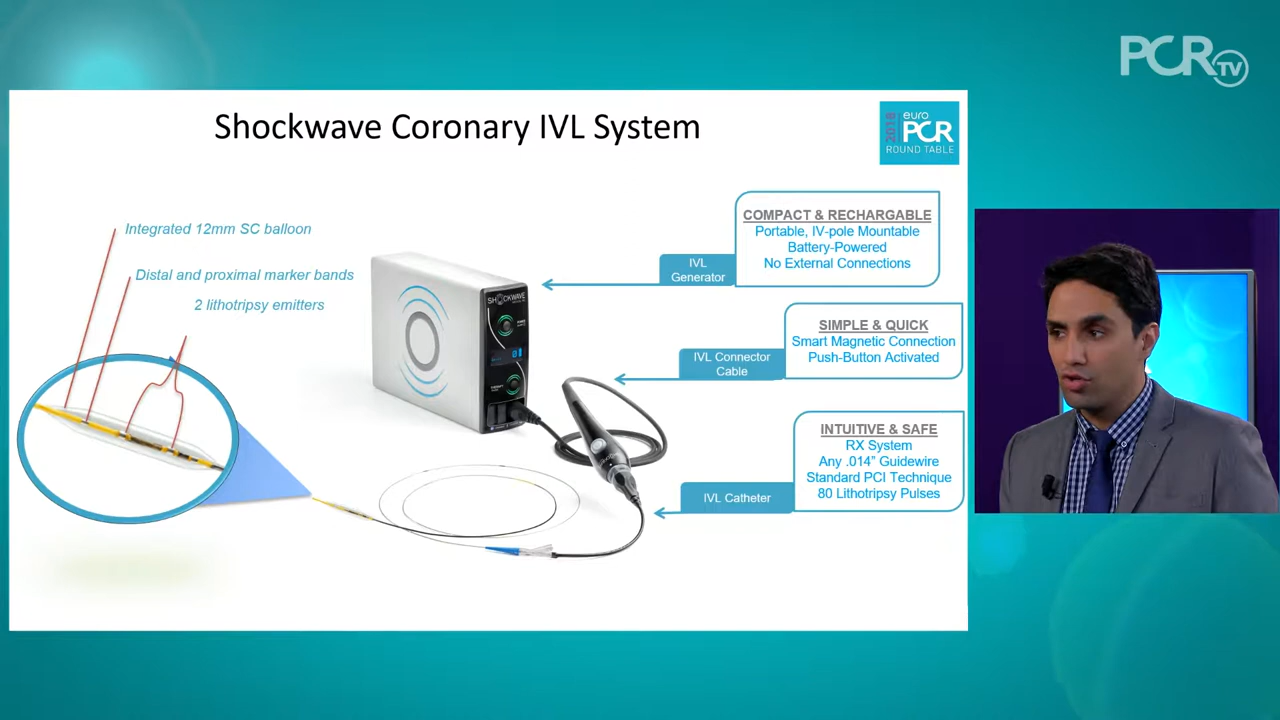 PCR TV
Shockwave Coronary IVL System
2018
euro
PCR
ROUND TABLE
Integrated 12mm SC balloon
Distal and proximal marker bands
2 lithotripsy emitters
SHOCKWAVE
COMPACT & RECHARGABLE
Portable, IV-pole Mountable
Battery-Powered
No External Connections
IVL
Generator
SIMPLE & QUICK
Smart Magnetic Connection
Push-Button Activated
IVL Connector
Cable
INTUITIVE & SAFE
RX System
Any .014” Guidewire
Standard PCI Technique
80 Lithotripsy Pulses
IVL Catheter